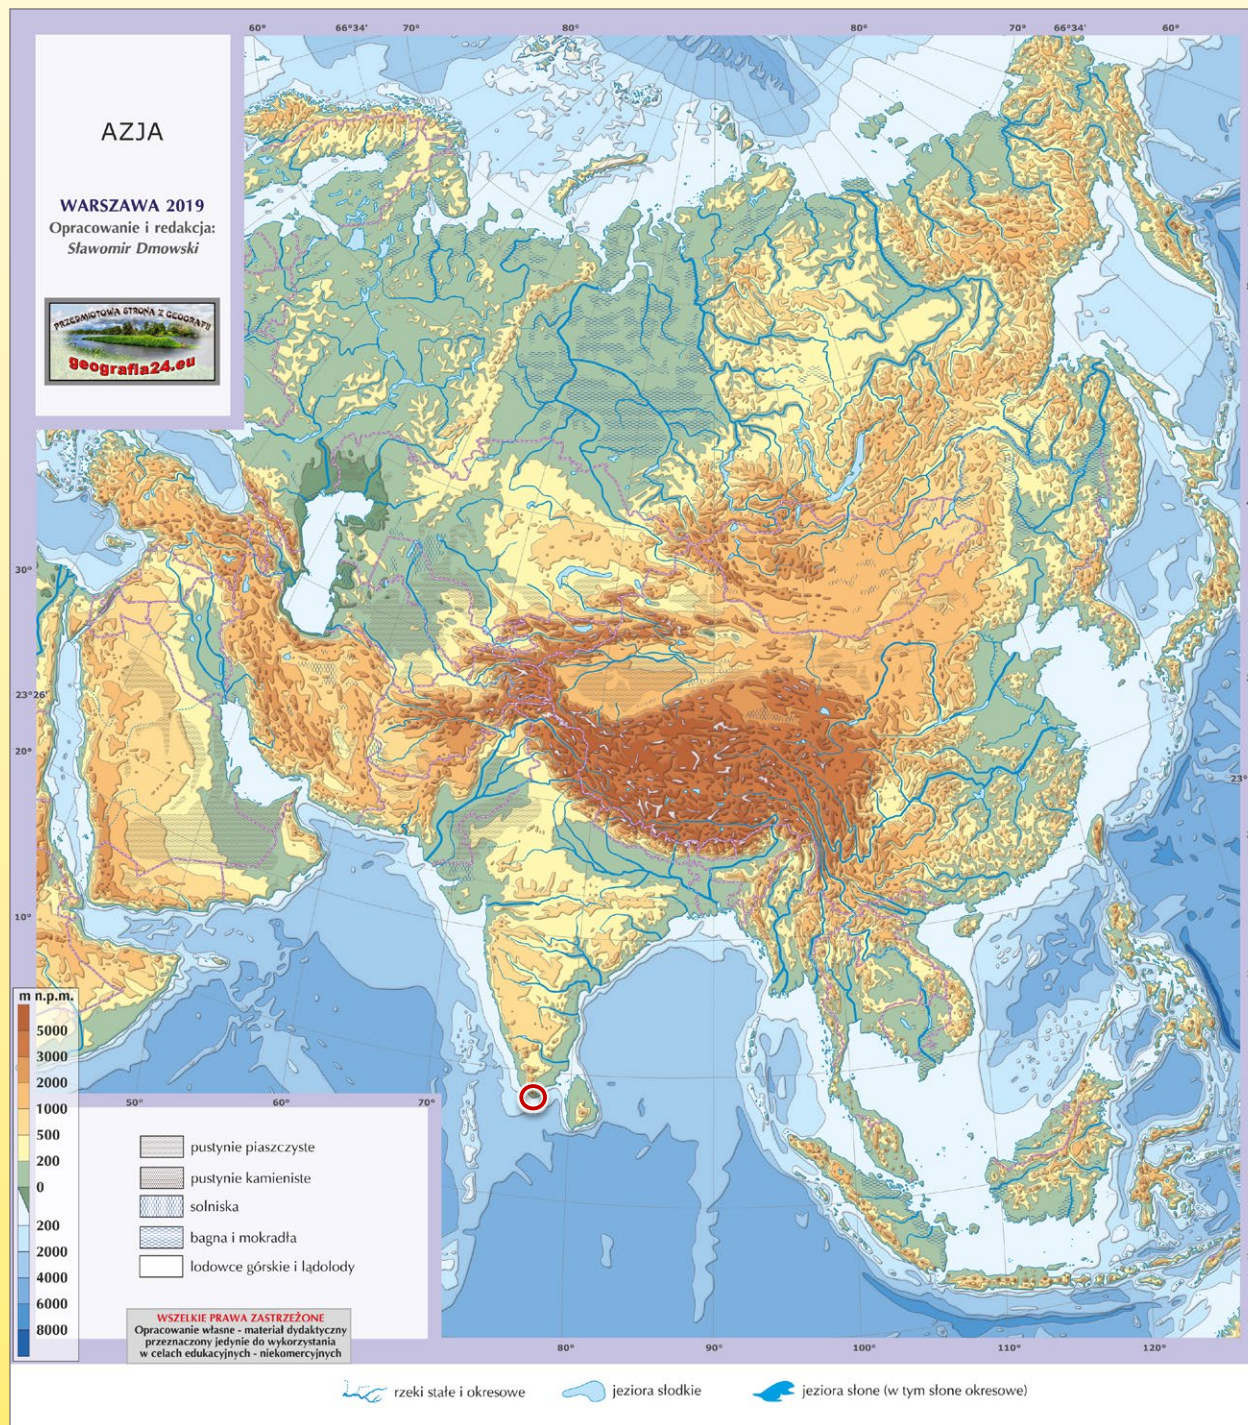 60°
66°34'
70°
80°
80°
70°
66°34'
60°
AZJA
WARSZAWA 2019
Opracowanie i redakcja:
Sławomir Dmowski
PRZEDMIOTOWA STRONA Z GEOGRAFII
geografia24.eu
30°
23°26'
20°
10°
23°
m n.p.m.
5000
3000
2000
1000
500
200
0
200
2000
4000
6000
8000
50°
60°
70°
pustynie piaszczyste
pustynie kamieniste
solniska
bagna i mokradła
lodowce górskie i lądolody
WSZELKIE PRAWA ZASTRZEŻONE
Opracowanie własne - materiał dydaktyczny
przeznaczony jedynie do wykorzystania
w celach edukacyjnych - niekomercyjnych
80°
90°
100°
110°
120°
rzeki stałe i okresowe
jeziora słodkie
jeziora słone (w tym słone okresowe)